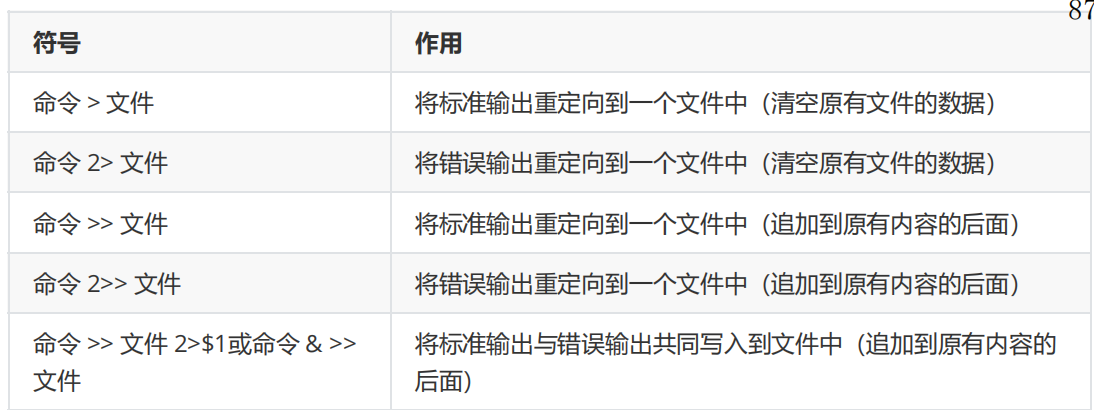 87
符号 作用
命令 > 文件 将标准输出重定向到一个文件中（清空原有文件的数据）
命令 2> 文件 将错误输出重定向到一个文件中（清空原有文件的数据）
命令 >> 文件 将标准输出重定向到一个文件中（追加到原有内容的后面）
命令 2>> 文件 将错误输出重定向到一个文件中（追加到原有内容的后面）
命令 >> 文件 2>$1或命令 & >>
文件
将标准输出与错误输出共同写入到文件中（追加到原有内容的
后面）